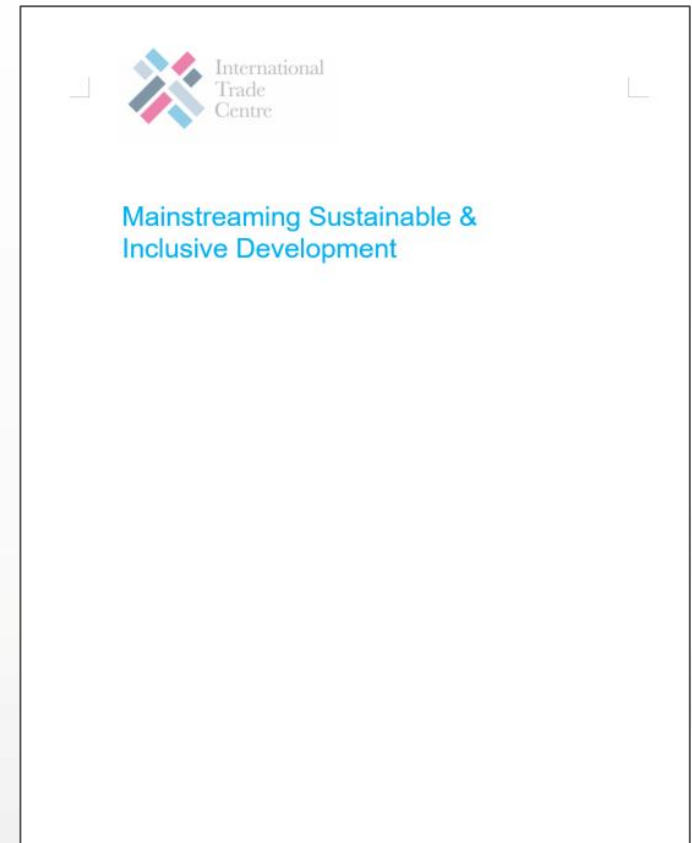 International
Trade
Centre
Mainstreaming Sustainable &
Inclusive Development